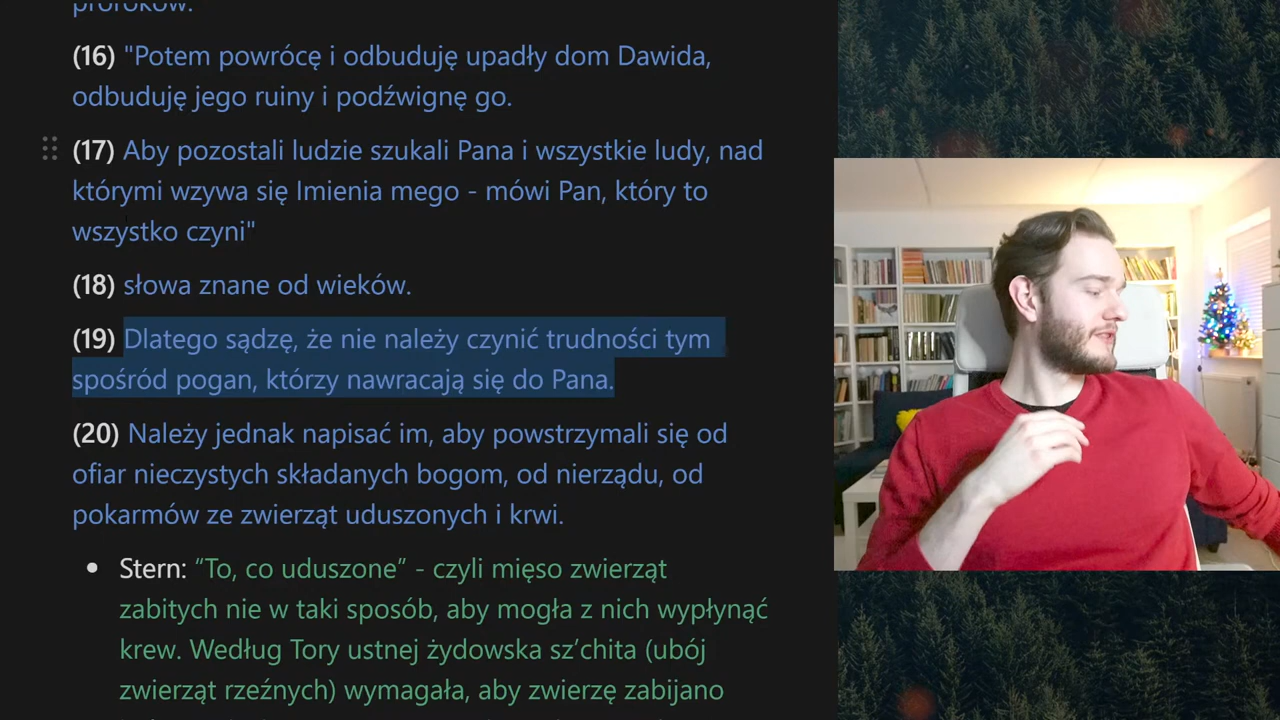 proroków.
(16) "Potem powrócę i odbuduję upadły dom Dawida,
odbuduję jego ruiny i podźwignę go.
(17) Aby pozostali ludzie szukali Pana i wszystkie ludy, nad
którymi wzywa się Imienia mego - mówi Pan, który to
wszystko czyni"
(18) słowa znane od wieków.
(19) Dlatego sądzę, że nie należy czynić trudności tym
spośród pogan, którzy nawracają się do Pana.
(20) Należy jednak napisać im, aby powstrzymali się od
ofiar nieczystych składanych bogom, od nierządu, od
pokarmów ze zwierząt uduszonych i krwi.
• Stern: “To, co uduszone” - czyli mięso zwierząt
zabitych nie w taki sposób, aby mogła z nich wypłynąć
krew. Według Tory ustnej żydowska sz’chita (ubój
zwierząt rzeźnych) wymagała, aby zwierzę zabijano